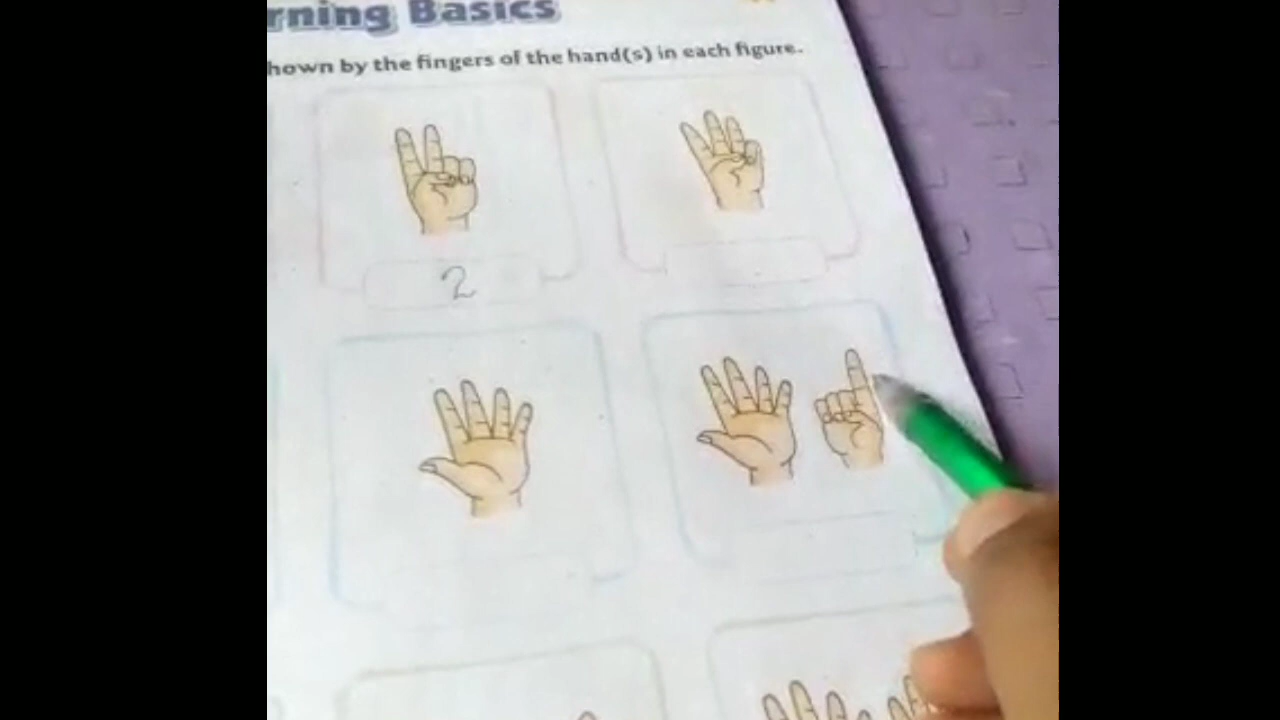 rning Basics
hown by the fingers of the hand(s) in each figure.
2